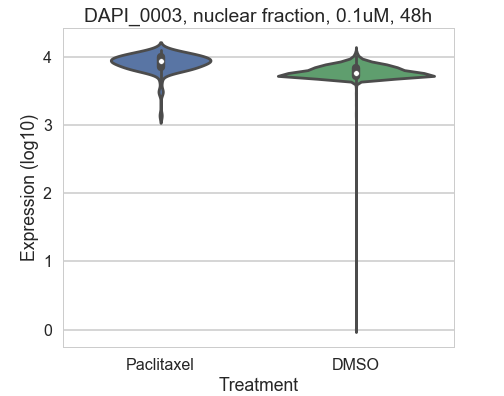 DAPI_0003, nuclear fraction, 0.1uM, 48h
4
3
2
1
0
Expression (log10)
Paclitaxel
DMSO
Treatment